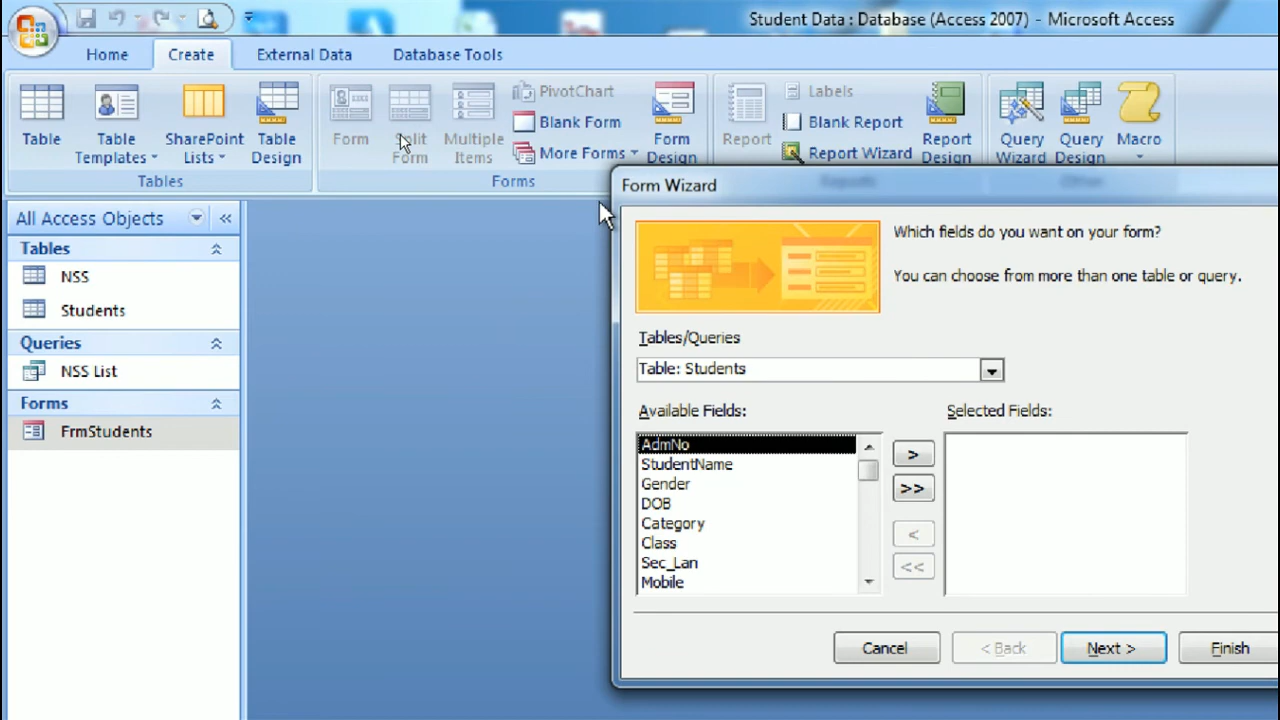 Student Data : Database (Access 2007) - Microsoft Access
Home Create External Data Database Tools
Table
Table Templates
SharePoint Lists
Table Design
Tables
Form
Split Form
Multiple Items
PivotChart
Blank Form
More Forms
Form Design
Forms
Report
Labels
Blank Report
Report Wizard
Report Design
Reports
Query Wizard
Query Design
Macro
Other
All Access Objects
Tables
NSS
Students
Queries
NSS List
Forms
FrmStudents
Form Wizard
Which fields do you want on your form?
You can choose from more than one table or query.
Tables/Queries
Table: Students
Available Fields:
Selected Fields:
AdmNo
StudentName
Gender
DOB
Category
Class
Sec_Lan
Mobile
>
>>
<
<<
Cancel
< Back
Next >
Finish